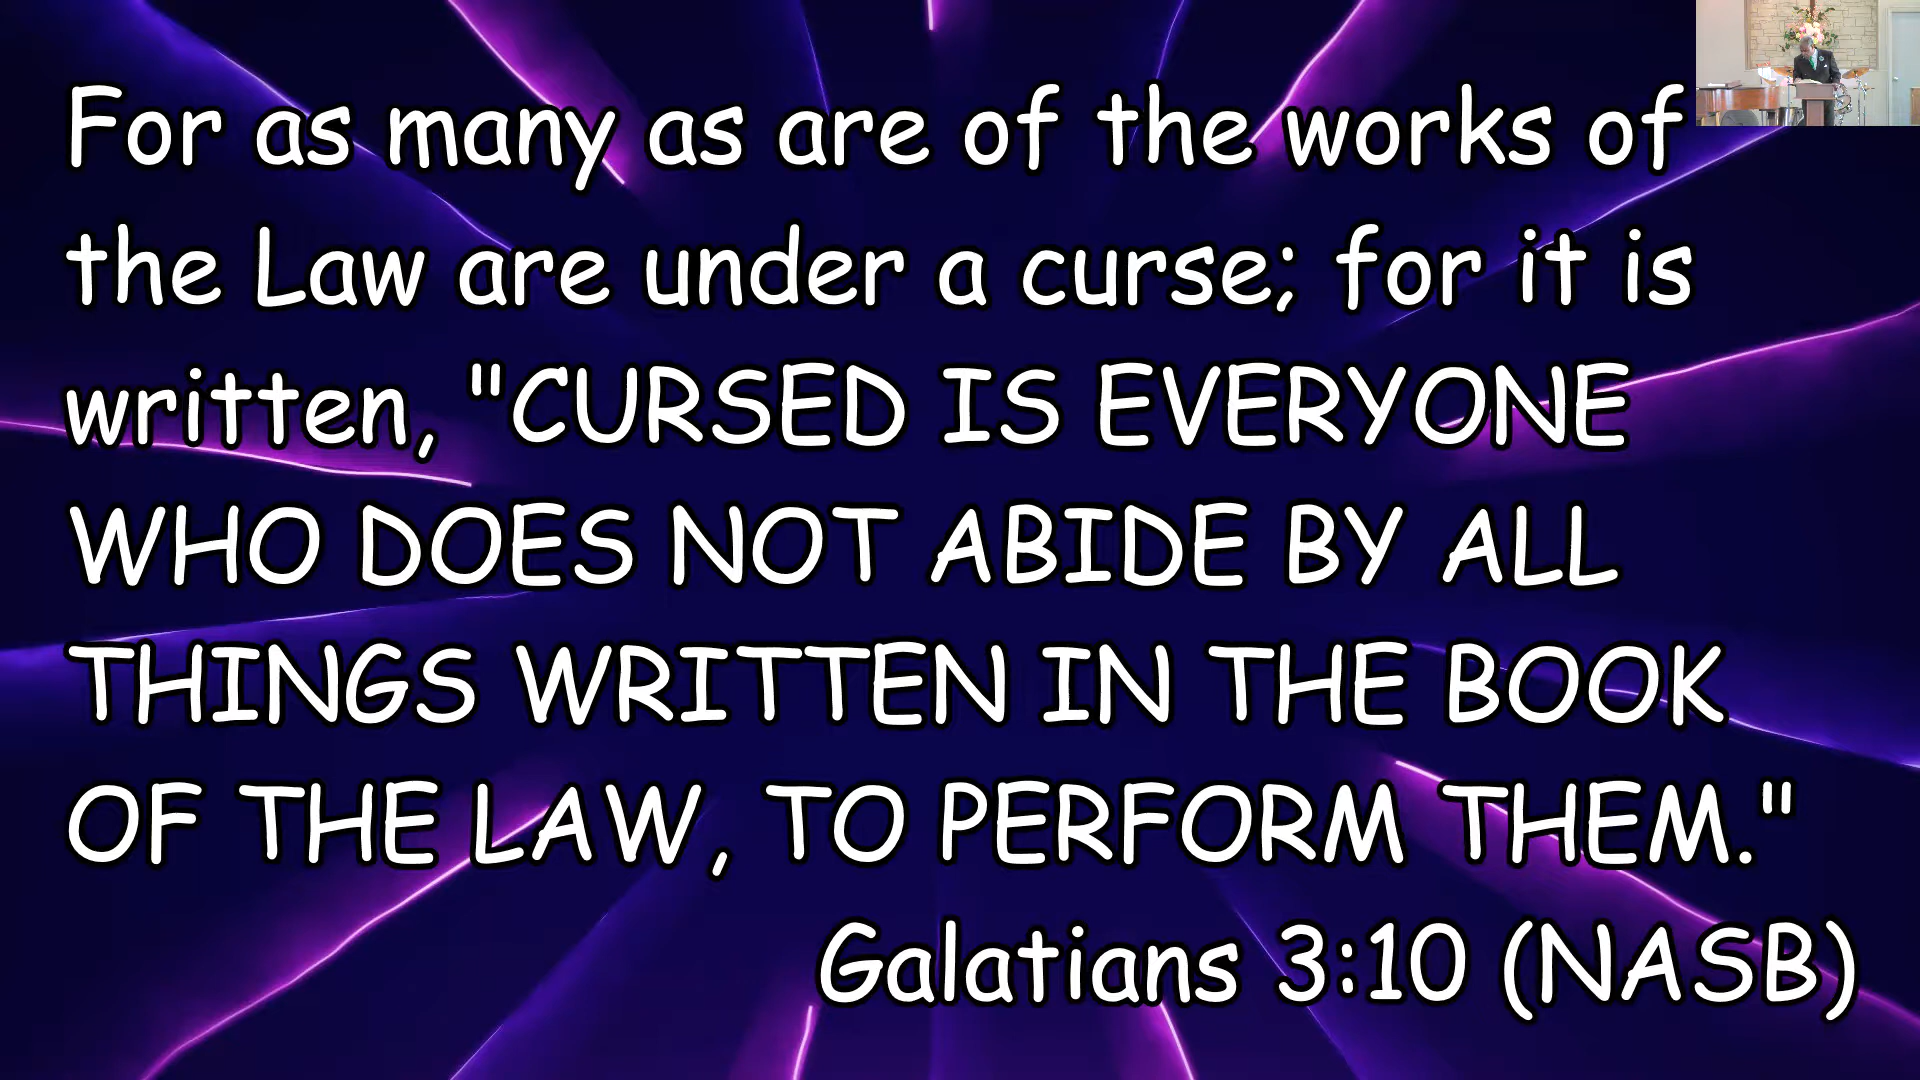 For as many as are of the works of
the Law are under a curse; for it is
written, "CURSED IS EVERYONE
WHO DOES NOT ABIDE BY ALL
THINGS WRITTEN IN THE BOOK
OF THE LAW, TO PERFORM THEM."
Galatians 3:10 (NASB)